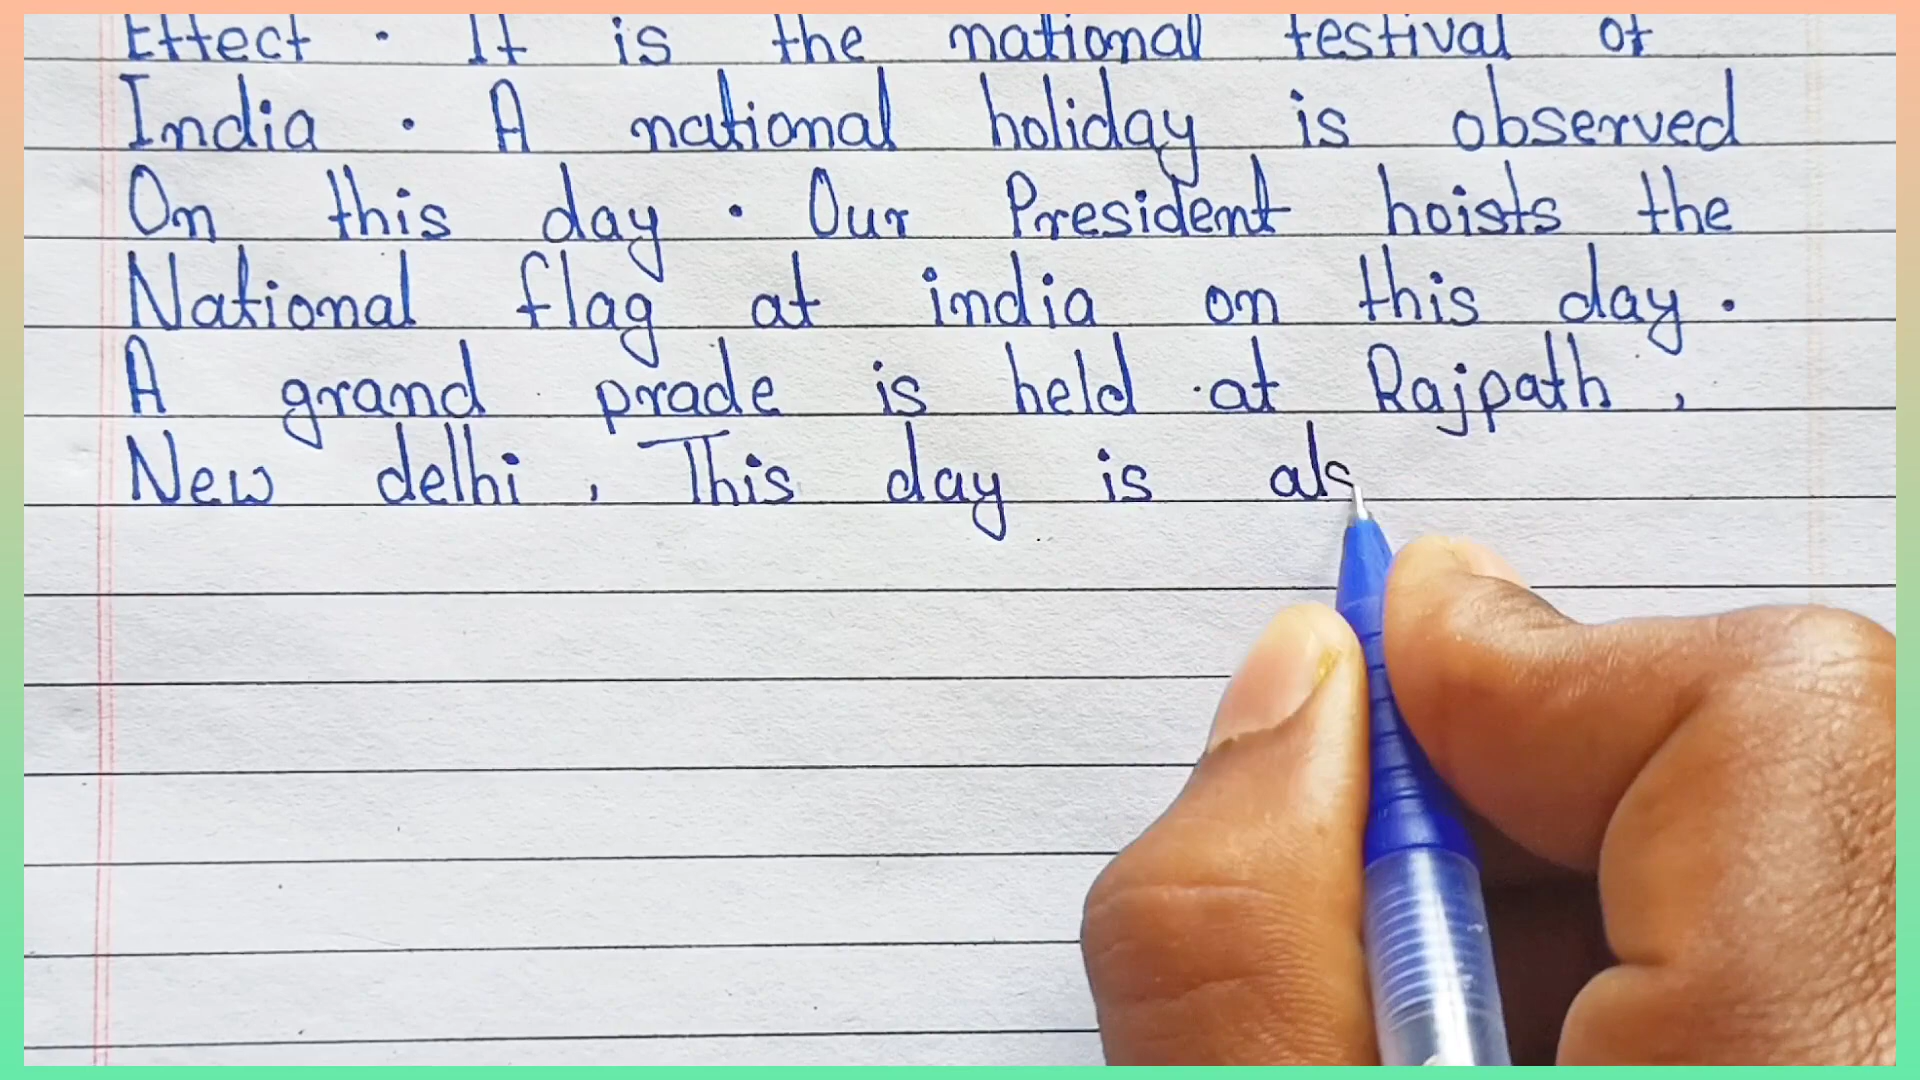 Effect . It is the national festival of
India . A national holiday is observed
On this day . Our President hoists the
National flag at india on this day .
A grand prade is held at Rajpath ,
New delhi , This day is als